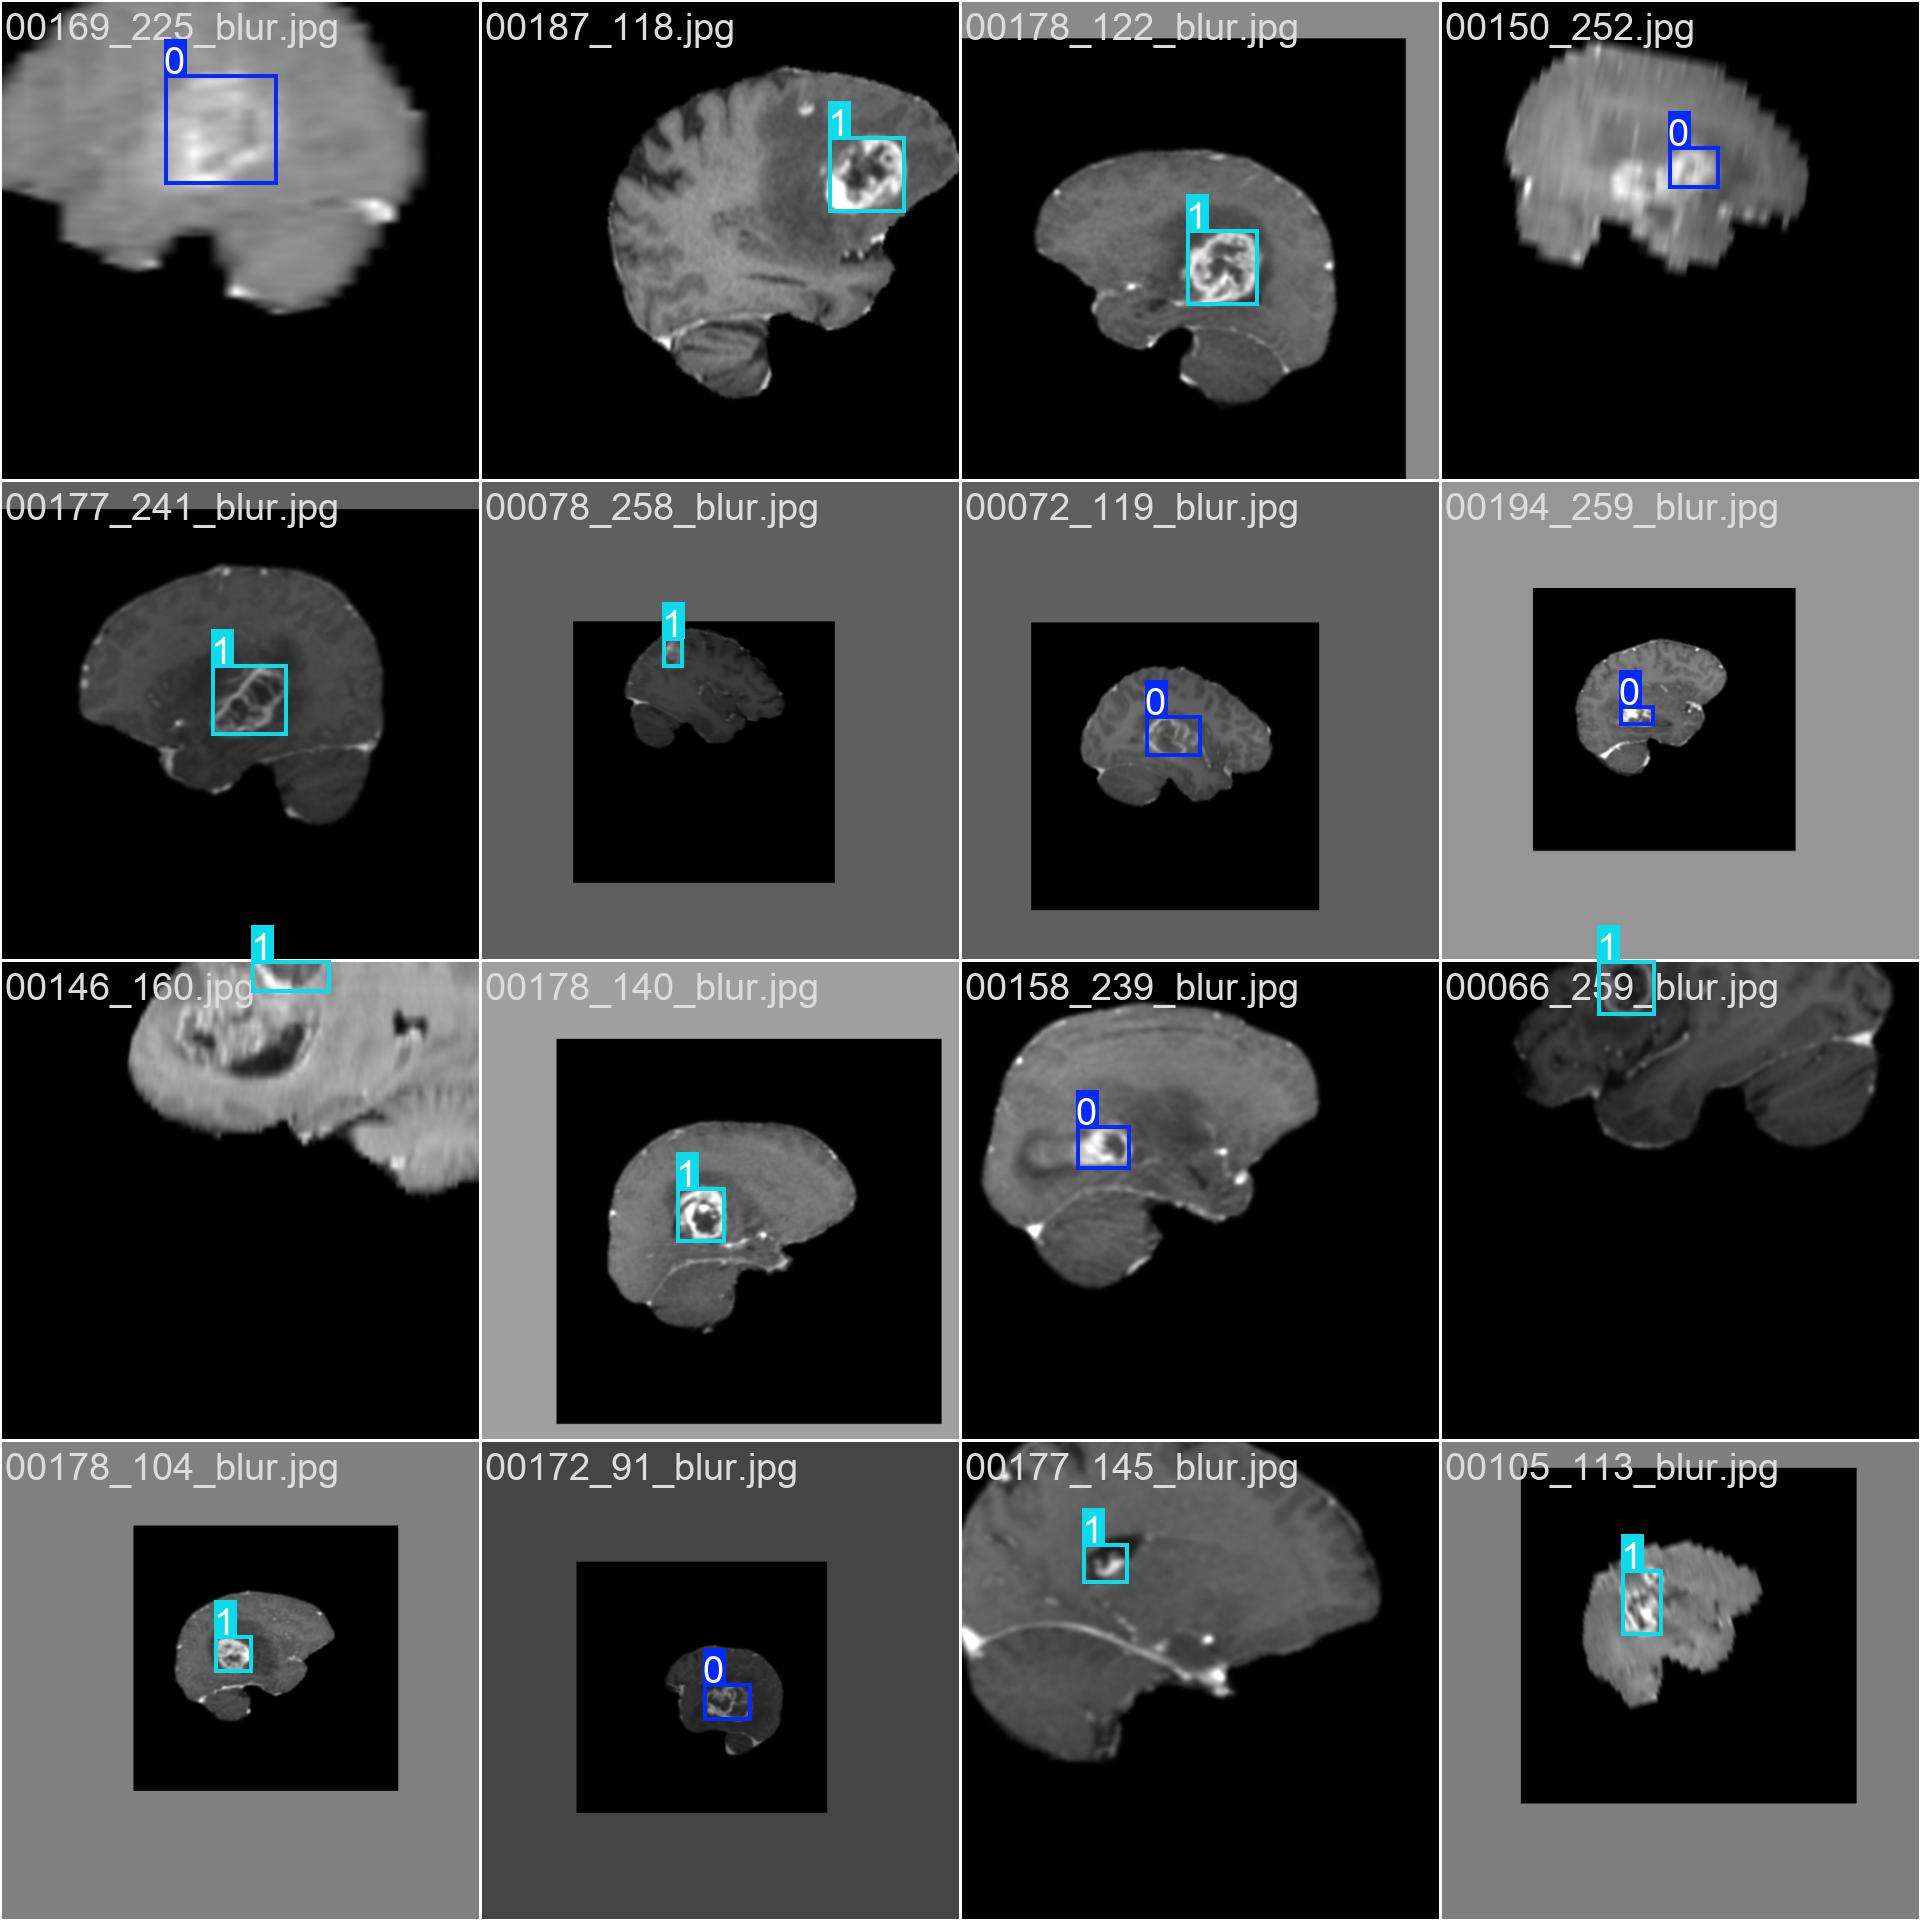 00169_225_blur.jpg
0
00187_118.jpg
1
00178_122_blur.jpg
1
00150_252.jpg
0
00177_241_blur.jpg
1
00078_258_blur.jpg
1
00072_119_blur.jpg
0
00194_259_blur.jpg
0
00146_160.jpg
1
00178_140_blur.jpg
1
00158_239_blur.jpg
0
00066_259_blur.jpg
1
00178_104_blur.jpg
1
00172_91_blur.jpg
0
00177_145_blur.jpg
1
00105_113_blur.jpg
1